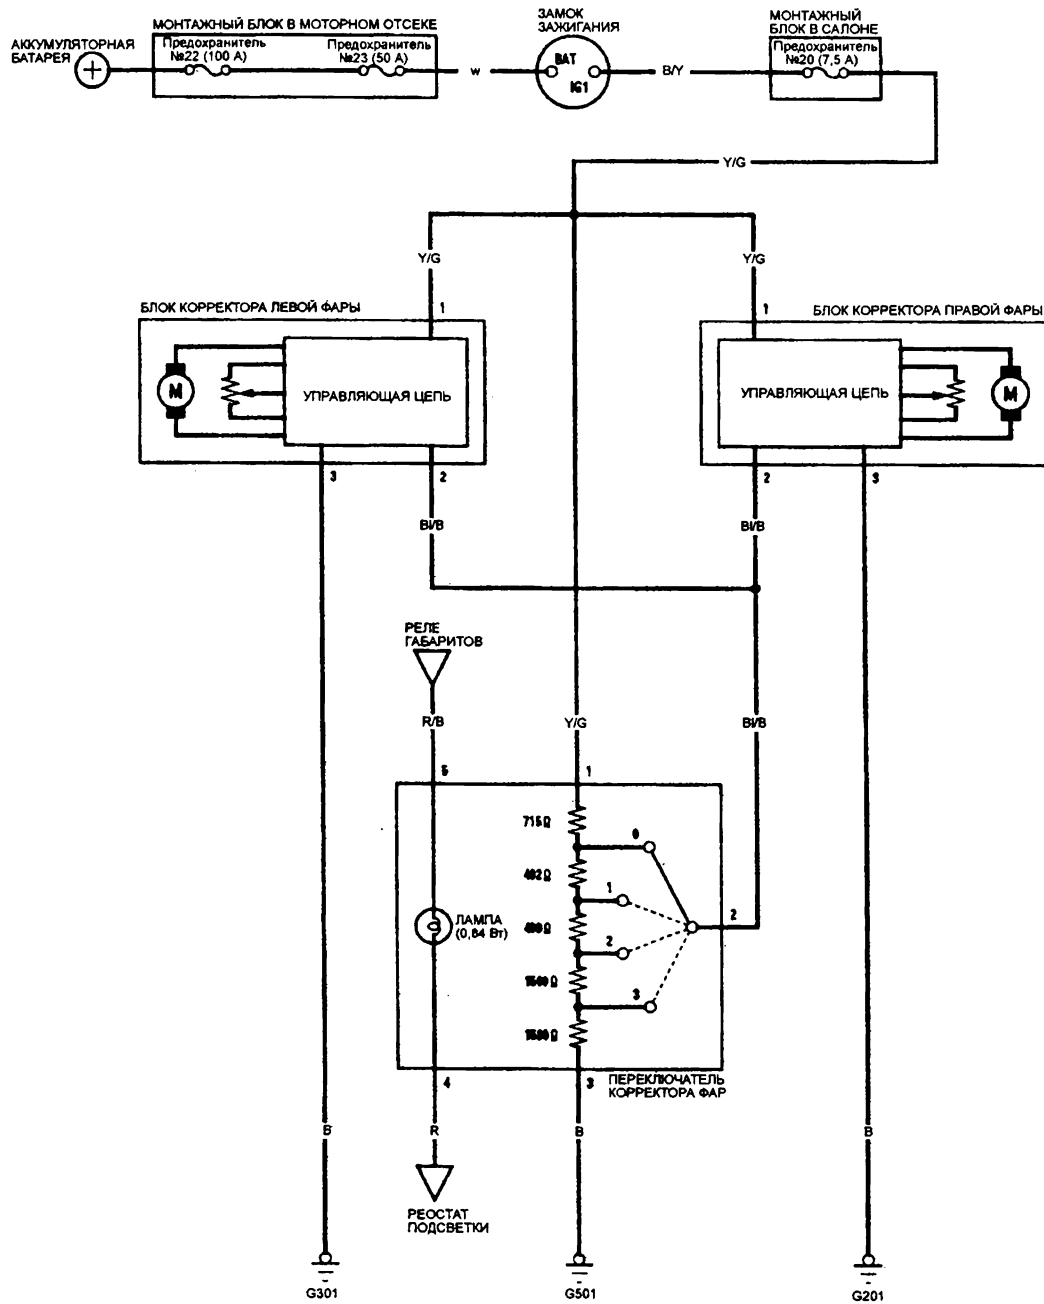 АККУМУЛЯТОРНАЯ
БАТАРЕЯ
МОНТАЖНЫЙ БЛОК В МОТОРНОМ ОТСЕКЕ
Предохранитель
№22 (100 А)
Предохранитель
№23 (50 А)
W
ЗАМОК
ЗАЖИГАНИЯ
BAT
IG1
B/Y
МОНТАЖНЫЙ
БЛОК В САЛОНЕ
Предохранитель
№20 (7,5 А)
Y/G
Y/G
Y/G
БЛОК КОРРЕКТОРА ЛЕВОЙ ФАРЫ
1
M
УПРАВЛЯЮЩАЯ ЦЕПЬ
3
2
1
БЛОК КОРРЕКТОРА ПРАВОЙ ФАРЫ
УПРАВЛЯЮЩАЯ ЦЕПЬ
M
2
3
Bl/B
Bl/B
РЕЛЕ
ГАБАРИТОВ
R/B
Y/G
Bl/B
5
1
715Ω
0
1
2
3
2
ЛАМПА
(0,84 Вт)
4
3
ПЕРЕКЛЮЧАТЕЛЬ
КОРРЕКТОРА ФАР
B
R
B
B
РЕОСТАТ
ПОДСВЕТКИ
G301
G501
G201